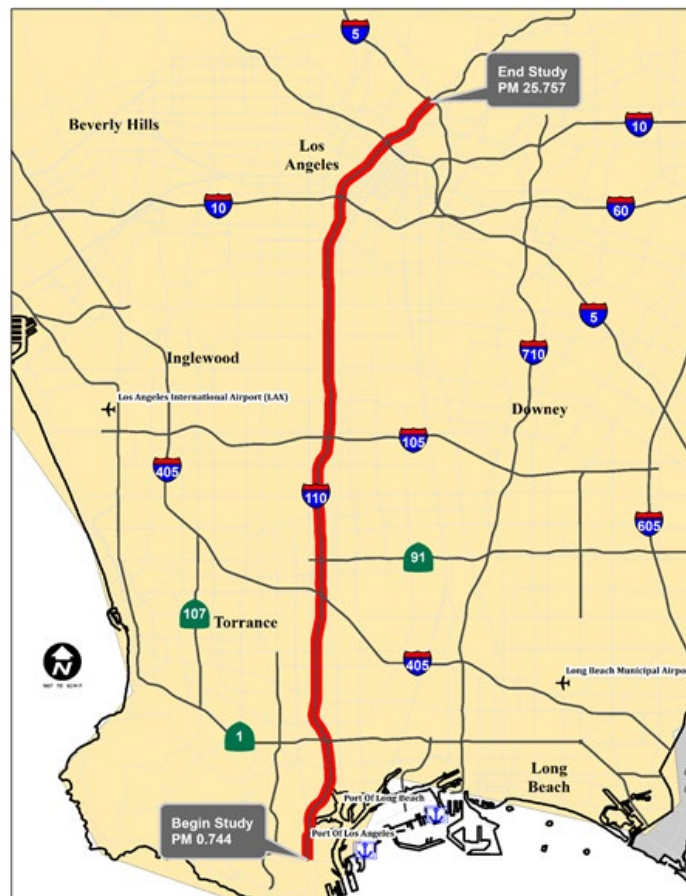 5
End Study
PM 25.757
Beverly Hills
10
Los
Angeles
10
60
5
Inglewood
710
Los Angeles International Airport (LAX)
Downey
105
405
110
605
91
107
Torrance
N
405
Long Beach Municipal Airpor
1
Long
Beach
Port Of Long Beach
Begin Study
PM 0.744
Port Of Los Angeles